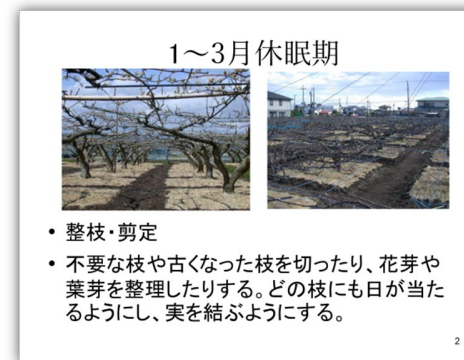 1～3月休眠期
• 整枝・剪定
• 不要な枝や古くなった枝を切ったり、花芽や
葉芽を整理したりする。どの枝にも日が当た
るようにし、実を結ぶようにする。
2